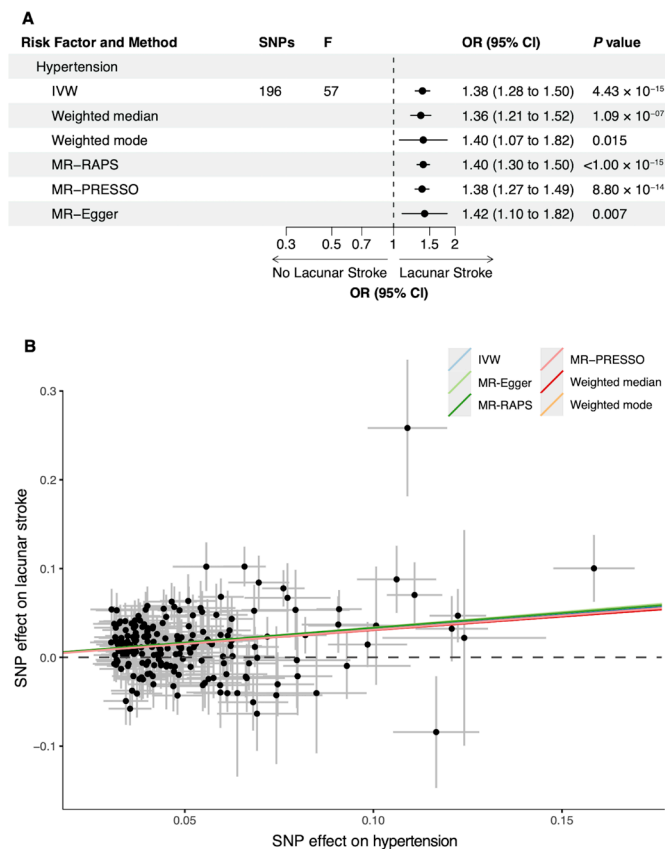 A
Risk Factor and Method SNPs F OR (95% CI) P value
Hypertension
IVW 196 57 1.38 (1.28 to 1.50) 4.43 × 10⁻¹⁵
Weighted median 1.36 (1.21 to 1.52) 1.09 × 10⁻⁰⁷
Weighted mode 1.40 (1.07 to 1.82) 0.015
MR−RAPS 1.40 (1.30 to 1.50) <1.00 × 10⁻¹⁵
MR−PRESSO 1.38 (1.27 to 1.49) 8.80 × 10⁻¹⁴
MR−Egger 1.42 (1.10 to 1.82) 0.007
0.3 0.5 0.7 1 1.5 2
No Lacunar Stroke Lacunar Stroke
OR (95% CI)
B
IVW MR−PRESSO
MR-Egger Weighted median
MR-RAPS Weighted mode
0.3
0.2
0.1
0.0
−0.1
SNP effect on lacunar stroke
0.05 0.10 0.15
SNP effect on hypertension